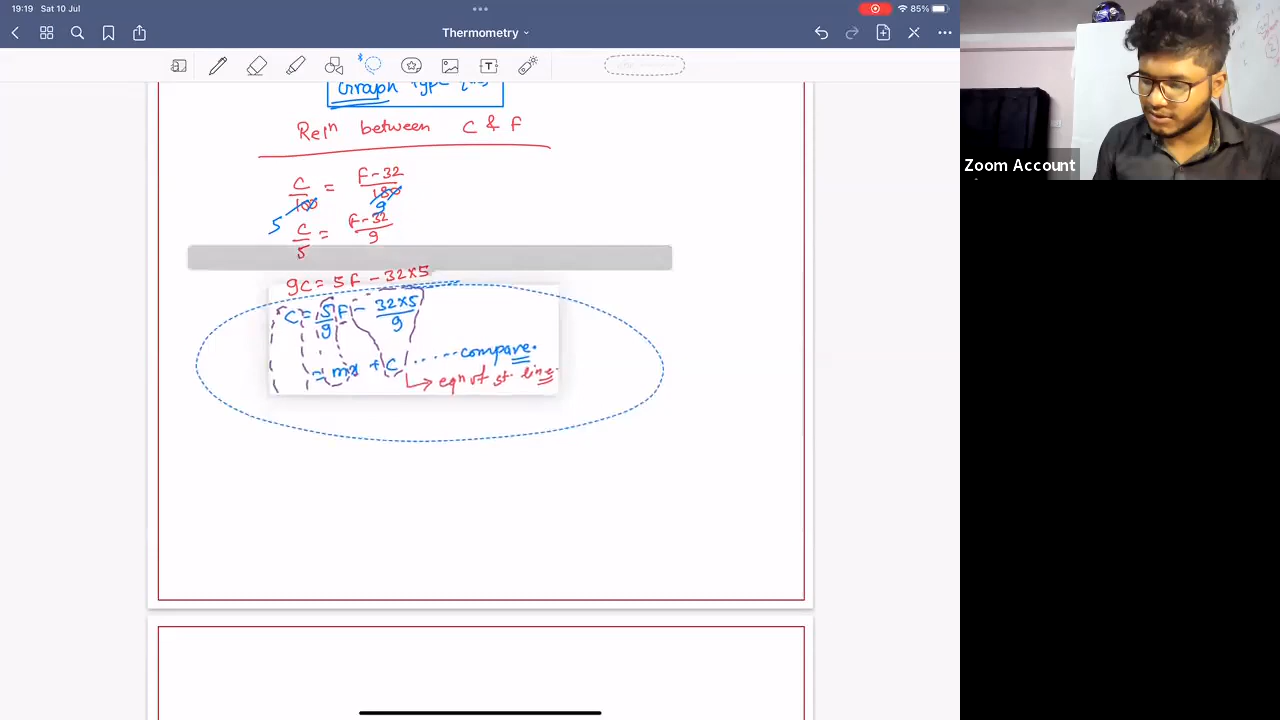 19:19 Sat 10 Jul
85%
Thermometry
Zoom Account
Graph Type
Relⁿ between C & F
C/100 = F-32/180
5 9
C/5 = F-32/9
9C = 5F - 32×5
C = 5/9 F - 32×5/9
= mx + C ...... compare.
↳ eqⁿ of st. line.